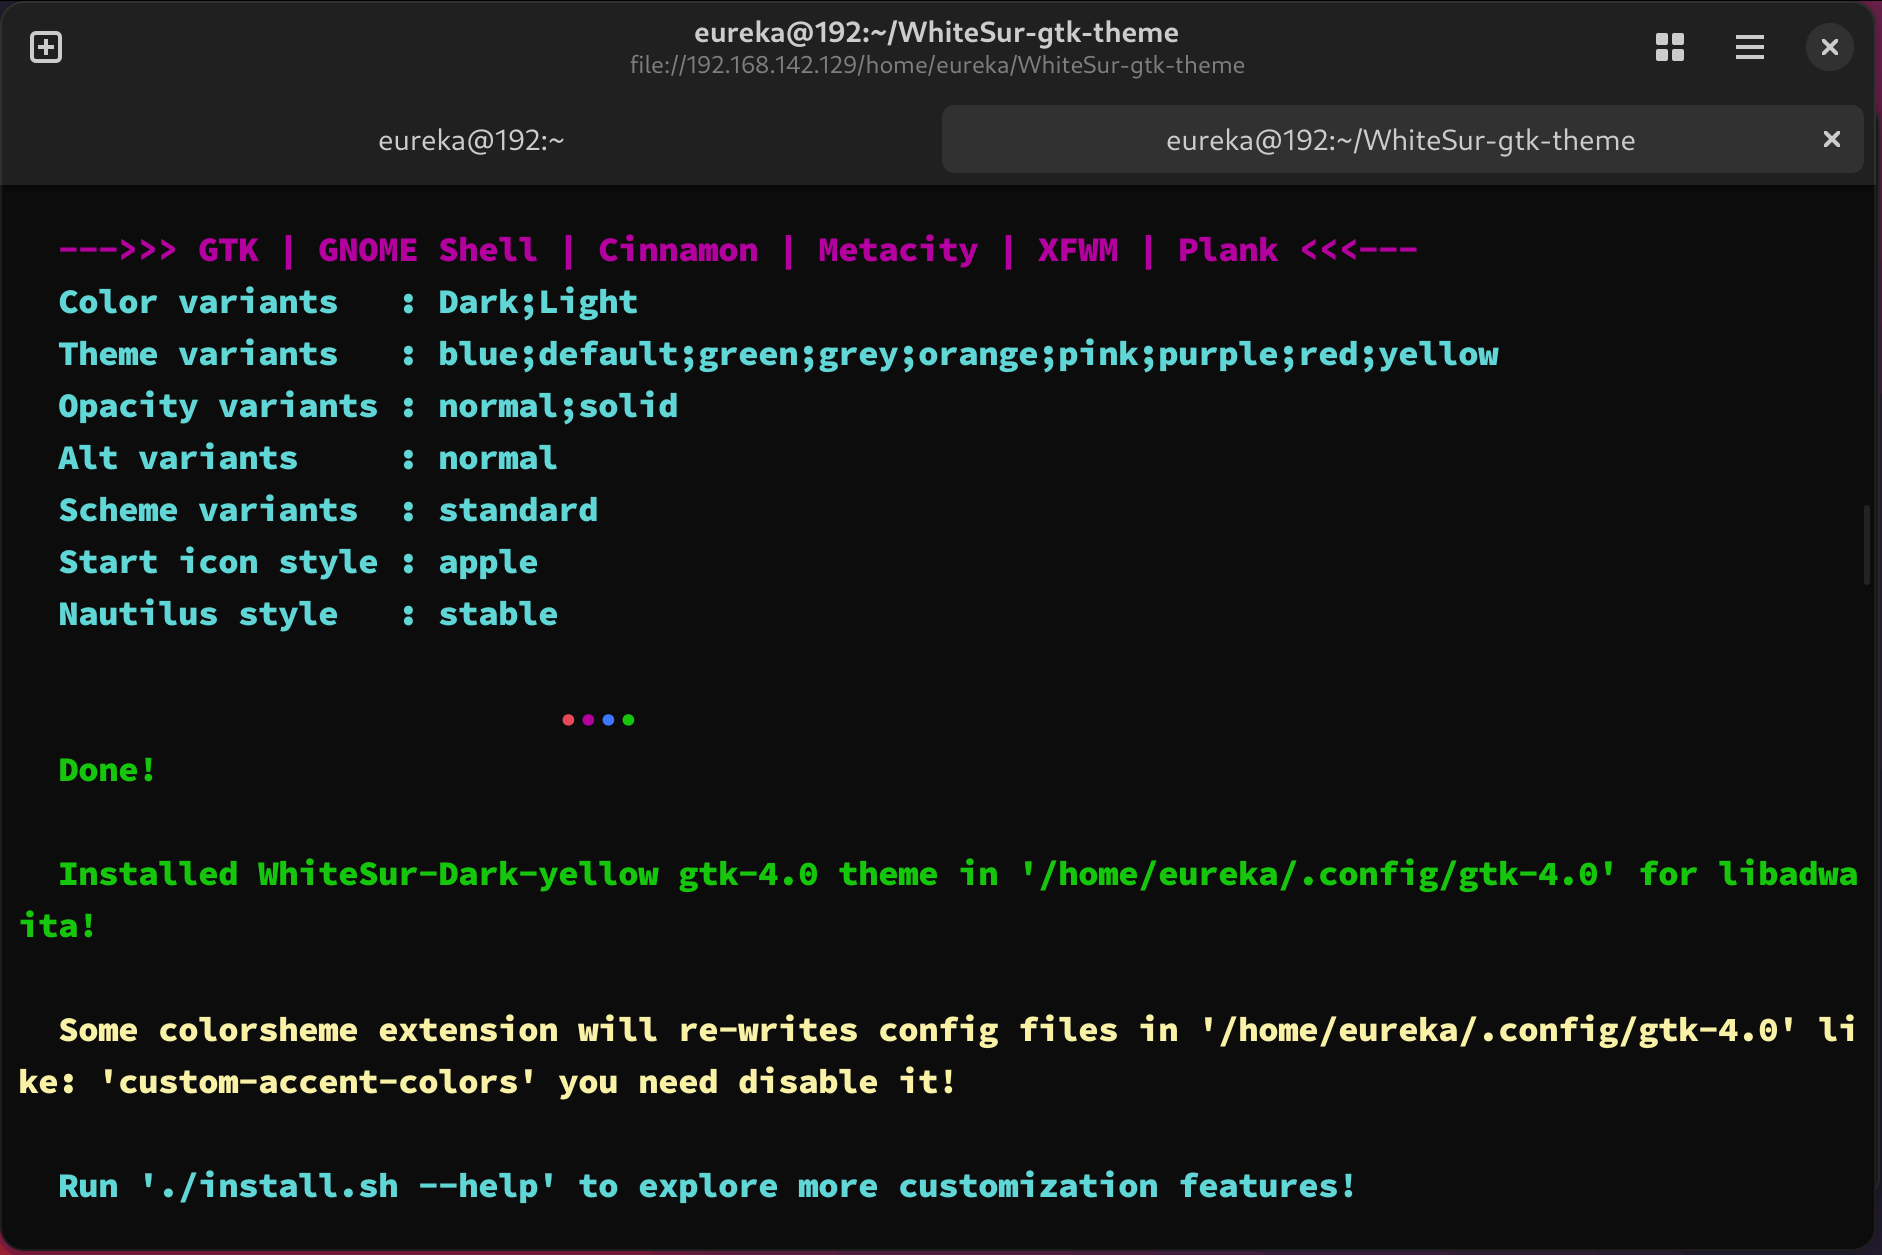 eureka@192:~/WhiteSur-gtk-theme
file://192.168.142.129/home/eureka/WhiteSur-gtk-theme
eureka@192:~
eureka@192:~/WhiteSur-gtk-theme
--->>> GTK | GNOME Shell | Cinnamon | Metacity | XFWM | Plank <<<---
Color variants   : Dark;Light
Theme variants   : blue;default;green;grey;orange;pink;purple;red;yellow
Opacity variants : normal;solid
Alt variants     : normal
Scheme variants  : standard
Start icon style : apple
Nautilus style   : stable
••••
Done!
Installed WhiteSur-Dark-yellow gtk-4.0 theme in '/home/eureka/.config/gtk-4.0' for libadwa
ita!
Some colorsheme extension will re-writes config files in '/home/eureka/.config/gtk-4.0' li
ke: 'custom-accent-colors' you need disable it!
Run './install.sh --help' to explore more customization features!